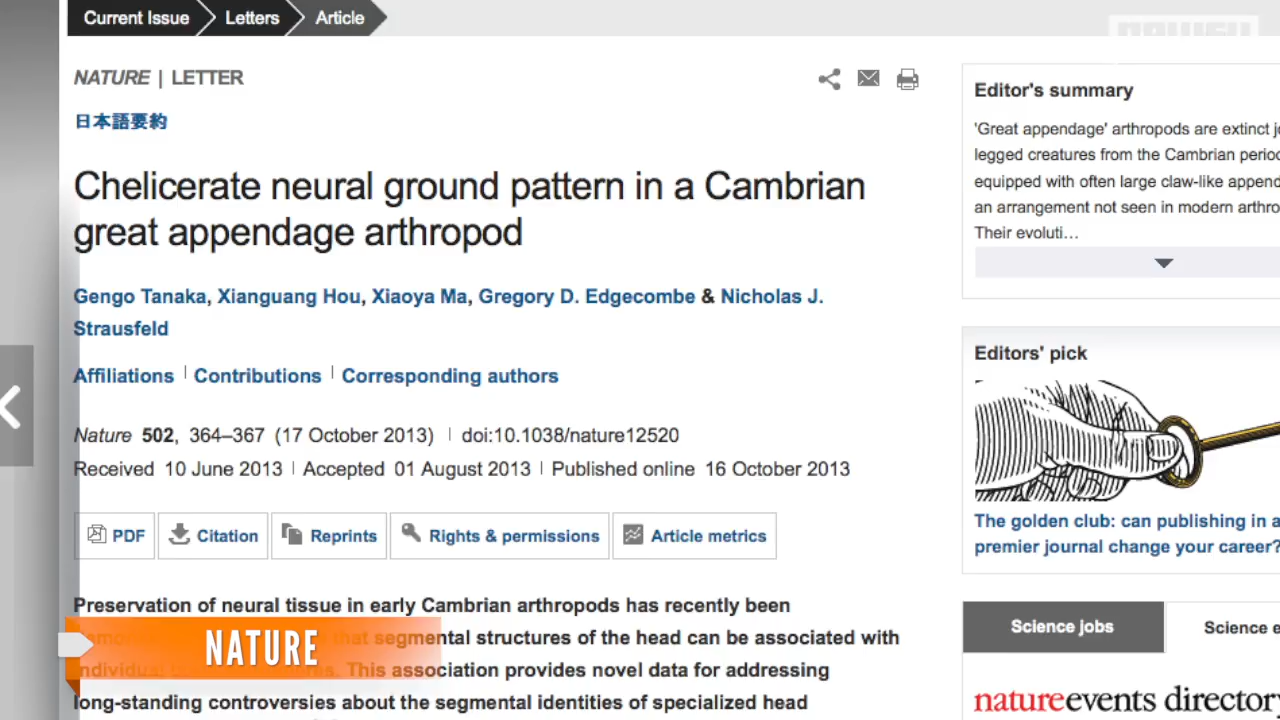 Current Issue Letters Article
NATURE | LETTER
日本語要約
Chelicerate neural ground pattern in a Cambrian
great appendage arthropod
Gengo Tanaka, Xianguang Hou, Xiaoya Ma, Gregory D. Edgecombe & Nicholas J.
Strausfeld
Affiliations | Contributions | Corresponding authors
Nature 502, 364–367 (17 October 2013) | doi:10.1038/nature12520
Received 10 June 2013 | Accepted 01 August 2013 | Published online 16 October 2013
PDF Citation Reprints Rights & permissions Article metrics
Preservation of neural tissue in early Cambrian arthropods has recently been
that segmental structures of the head can be associated with
This association provides novel data for addressing
long-standing controversies about the segmental identities of specialized head
NATURE
Editor's summary
'Great appendage' arthropods are extinct
legged creatures from the Cambrian
equipped with often large claw-like
an arrangement not seen in modern
Their evoluti…
Editors' pick
The golden club: can publishing in a
premier journal change your career?
Science jobs Science
natureevents directory